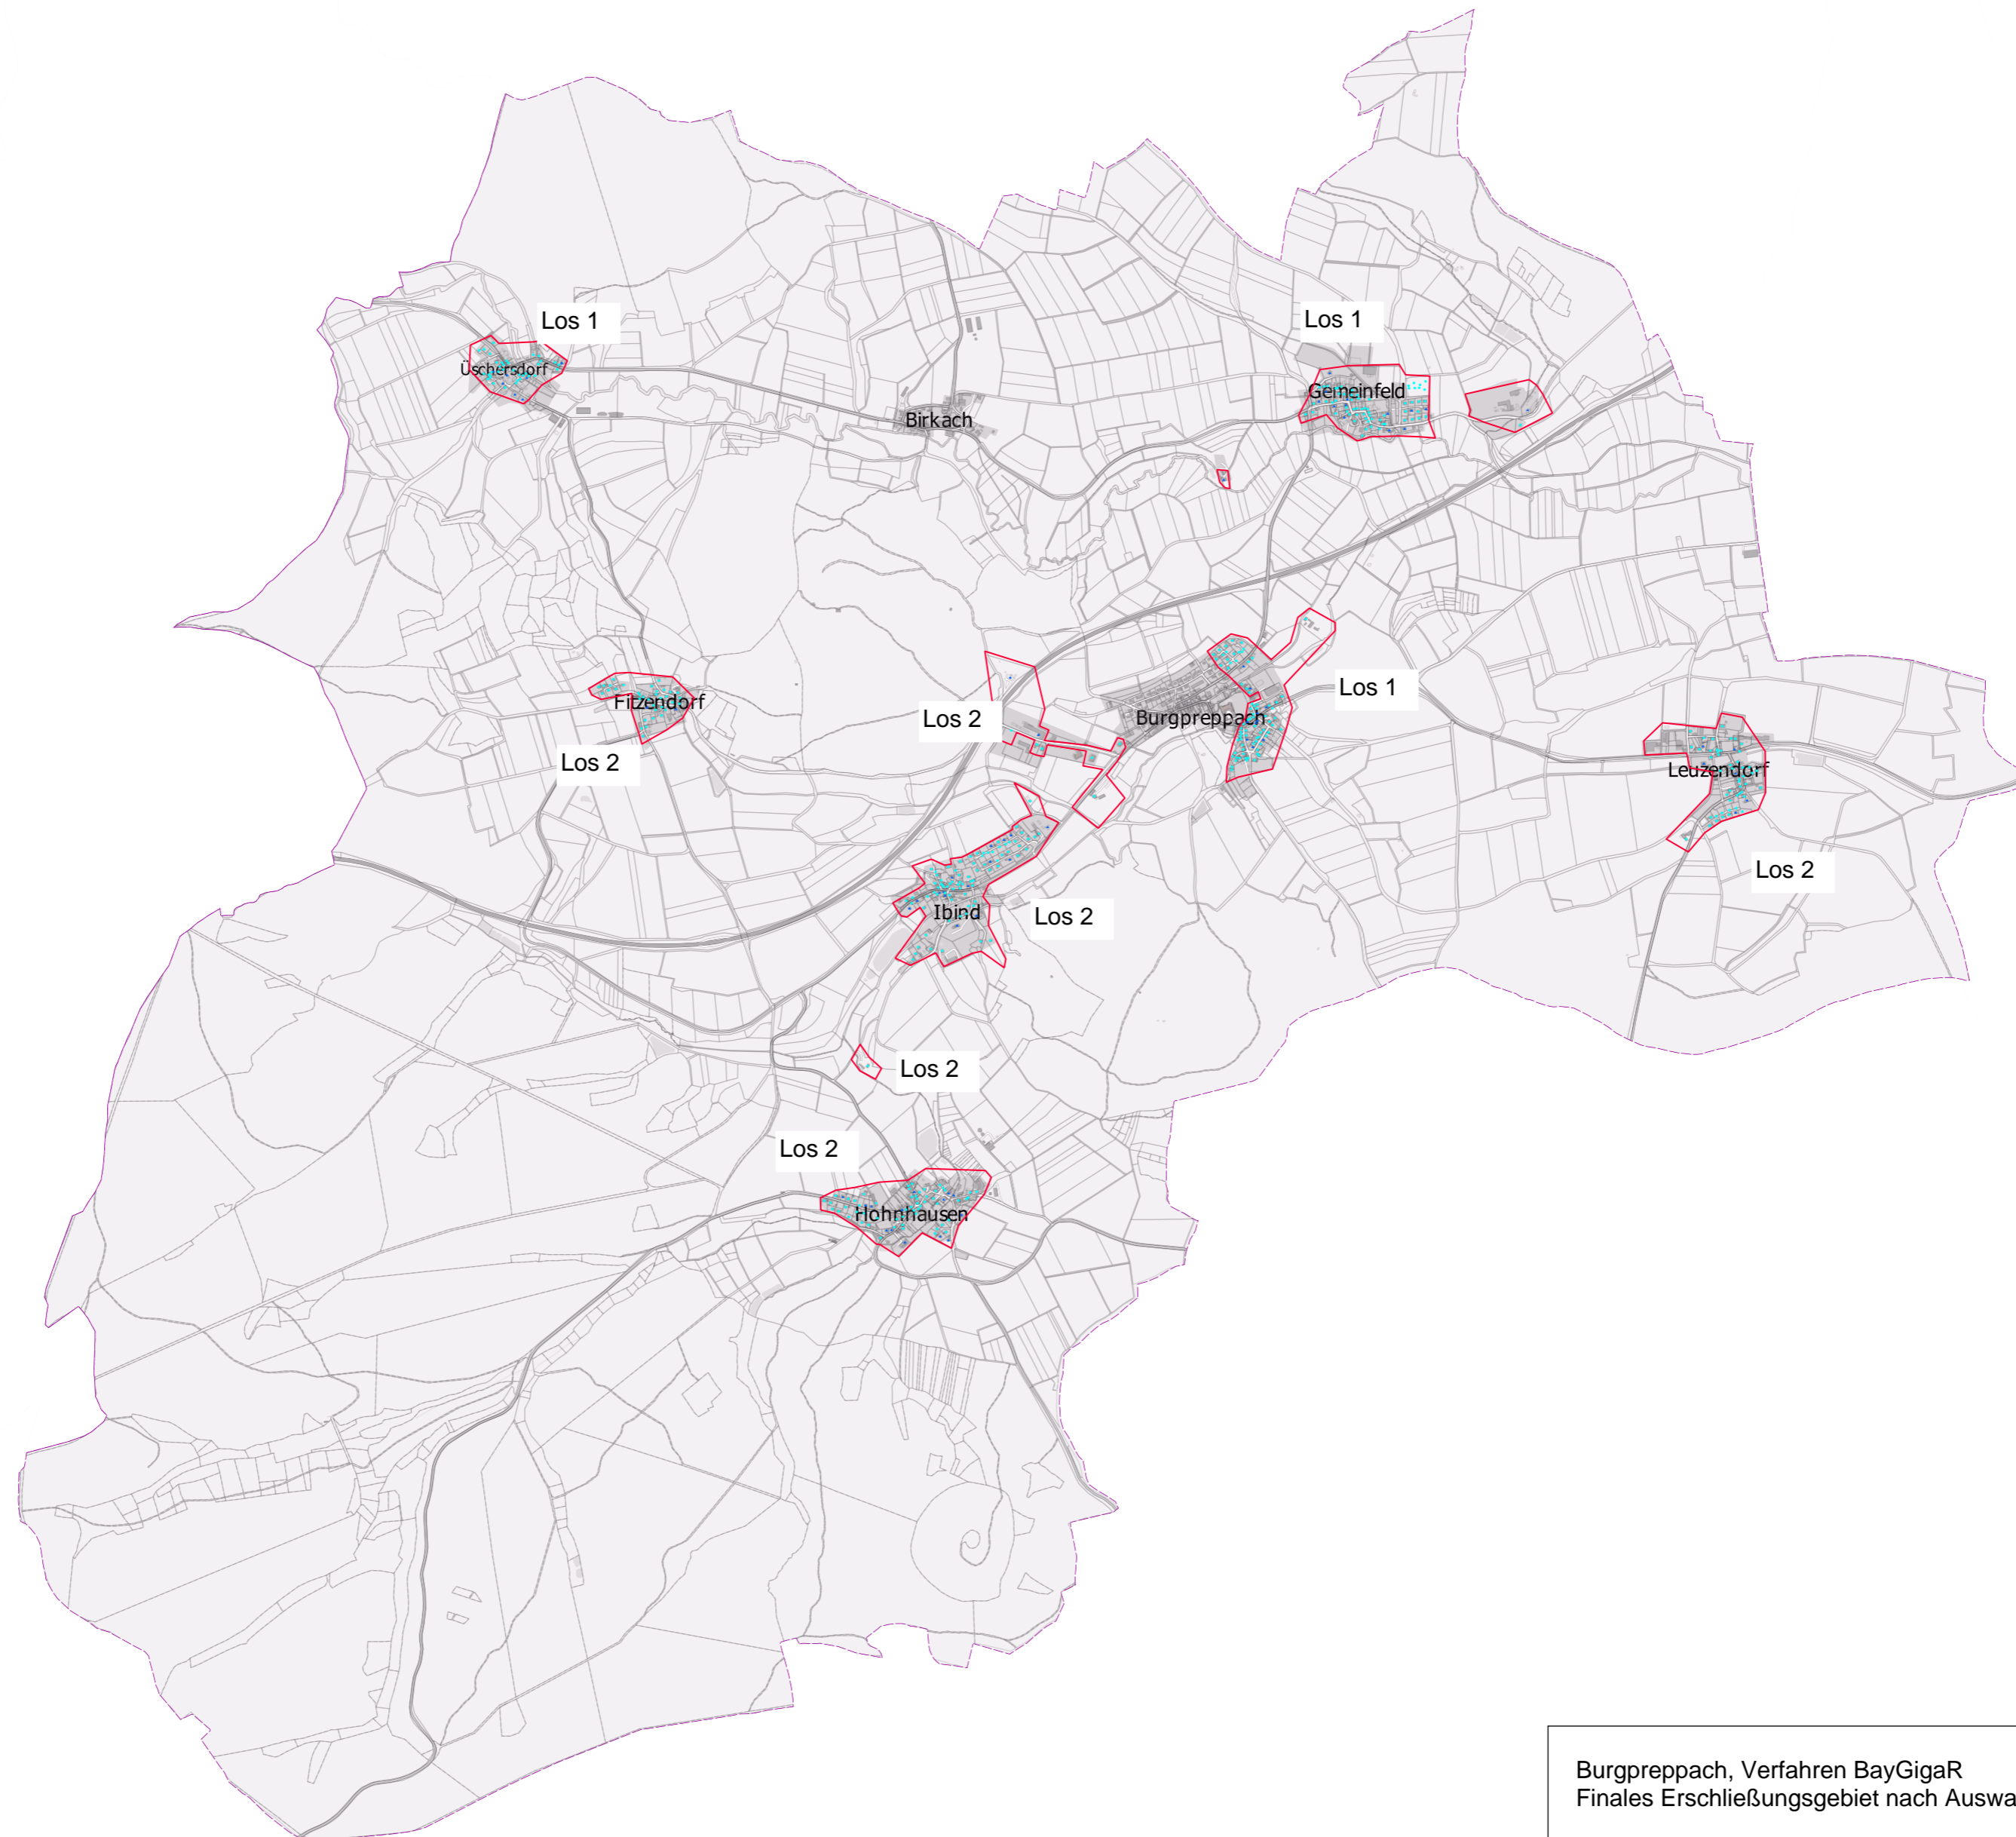 Los 1
Los 1
Üschersdorf
Gemeinfeld
Birkach
Los 1
Fitzendorf
Los 2
Burgpreppach
Los 2
Leuzendorf
Los 2
Ibind
Los 2
Los 2
Los 2
Hohnhausen
Burgpreppach, Verfahren BayGigaR
Finales Erschließungsgebiet nach Auswa